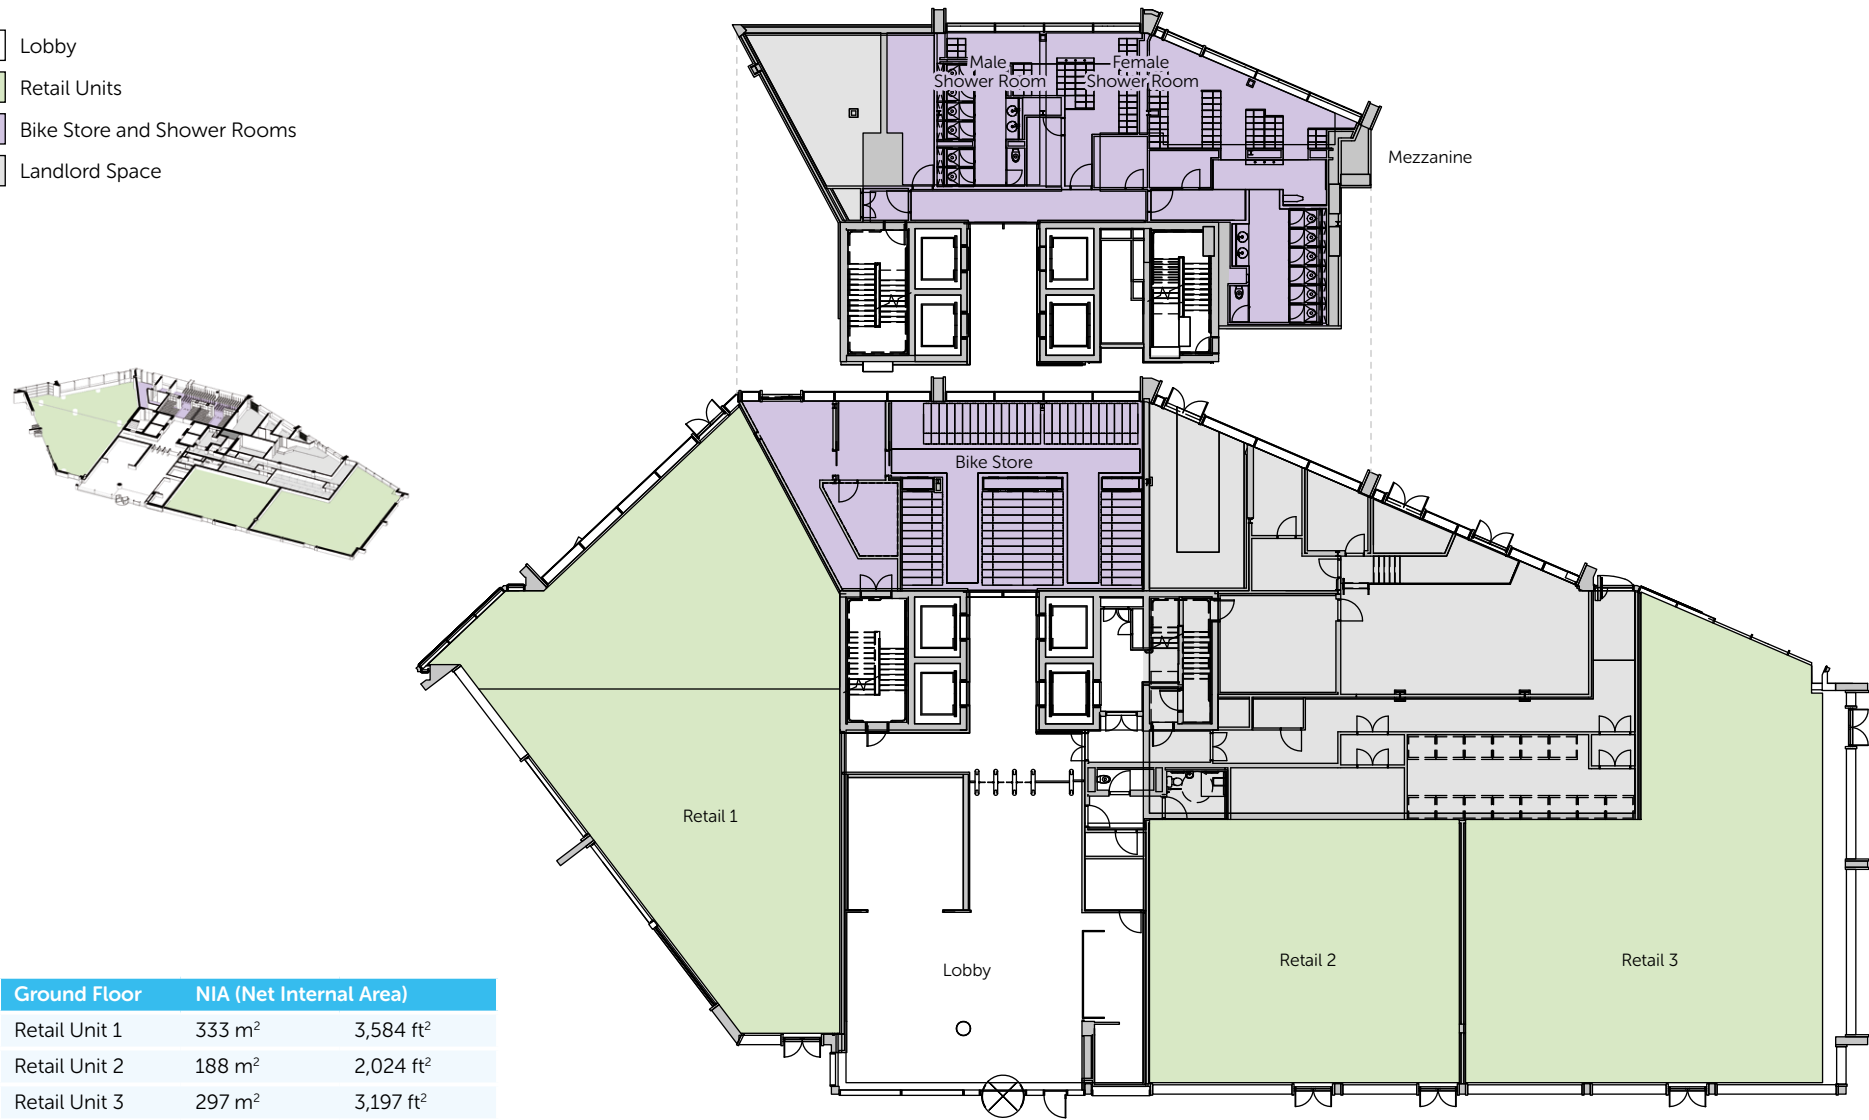 Lobby
Retail Units
Bike Store and Shower Rooms
Landlord Space
Male
Shower Room
Female
Shower Room
Mezzanine
Bike Store
Retail 1
Lobby
Retail 2
Retail 3
Ground Floor NIA (Net Internal Area)
Retail Unit 1 333 m² 3,584 ft²
Retail Unit 2 188 m² 2,024 ft²
Retail Unit 3 297 m² 3,197 ft²